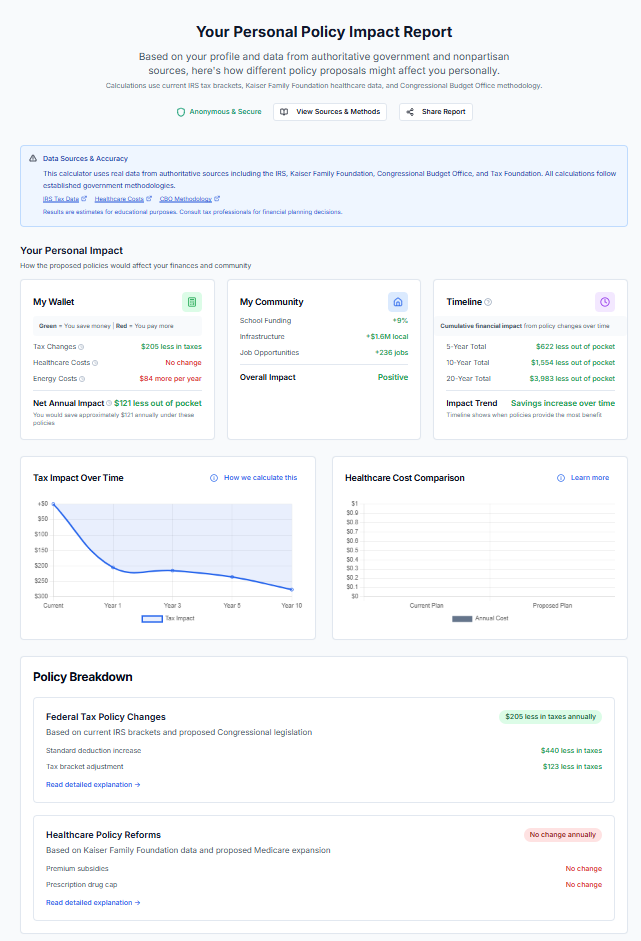 Your Personal Policy Impact Report
Based on your profile and data from authoritative government and nonpartisan
sources, here's how different policy proposals might affect you personally.
Calculations use current IRS tax brackets, Kaiser Family Foundation healthcare data, and Congressional Budget Office methodology.
Anonymous & Secure
View Sources & Methods
Share Report
Data Sources & Accuracy
This calculator uses real data from authoritative sources including the IRS, Kaiser Family Foundation, Congressional Budget Office, and Tax Foundation. All calculations follow
established government methodologies.
IRS Tax Data
Healthcare Costs
CBO Methodology
Results are estimates for educational purposes. Consult tax professionals for financial planning decisions.
Your Personal Impact
How the proposed policies would affect your finances and community
My Wallet
Green = You save money | Red = You pay more
Tax Changes $205 less in taxes
Healthcare Costs No change
Energy Costs $84 more per year
Net Annual Impact $121 less out of pocket
You would save approximately $121 annually under these
policies
My Community
School Funding +9%
Infrastructure +$1.6M local
Job Opportunities +236 jobs
Overall Impact Positive
Timeline
Cumulative financial impact from policy changes over time
5-Year Total $622 less out of pocket
10-Year Total $1,554 less out of pocket
20-Year Total $3,983 less out of pocket
Impact Trend Savings increase over time
Timeline shows when policies provide the most benefit
Tax Impact Over Time
How we calculate this
+$0
$50
$100
$150
$200
$250
$300
Current Year 1 Year 3 Year 5 Year 10
Tax Impact
Healthcare Cost Comparison
Learn more
$1
$0.9
$0.8
$0.7
$0.6
$0.5
$0.4
$0.3
$0.2
$0.1
$0
Current Plan Proposed Plan
Annual Cost
Policy Breakdown
Federal Tax Policy Changes
$205 less in taxes annually
Based on current IRS brackets and proposed Congressional legislation
Standard deduction increase $440 less in taxes
Tax bracket adjustment $123 less in taxes
Read detailed explanation →
Healthcare Policy Reforms
No change annually
Based on Kaiser Family Foundation data and proposed Medicare expansion
Premium subsidies No change
Prescription drug cap No change
Read detailed explanation →